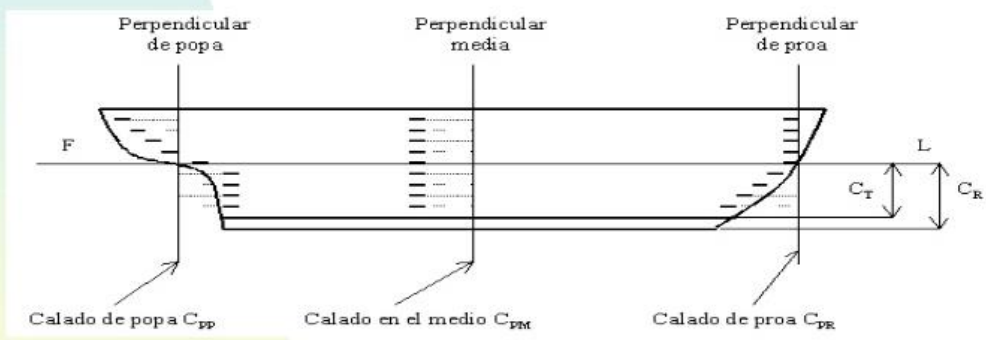 Perpendicular de popa
Perpendicular media
Perpendicular de proa
F
L
C_T
C_R
Calado de popa C_PP
Calado en el medio C_PM
Calado de proa C_PR